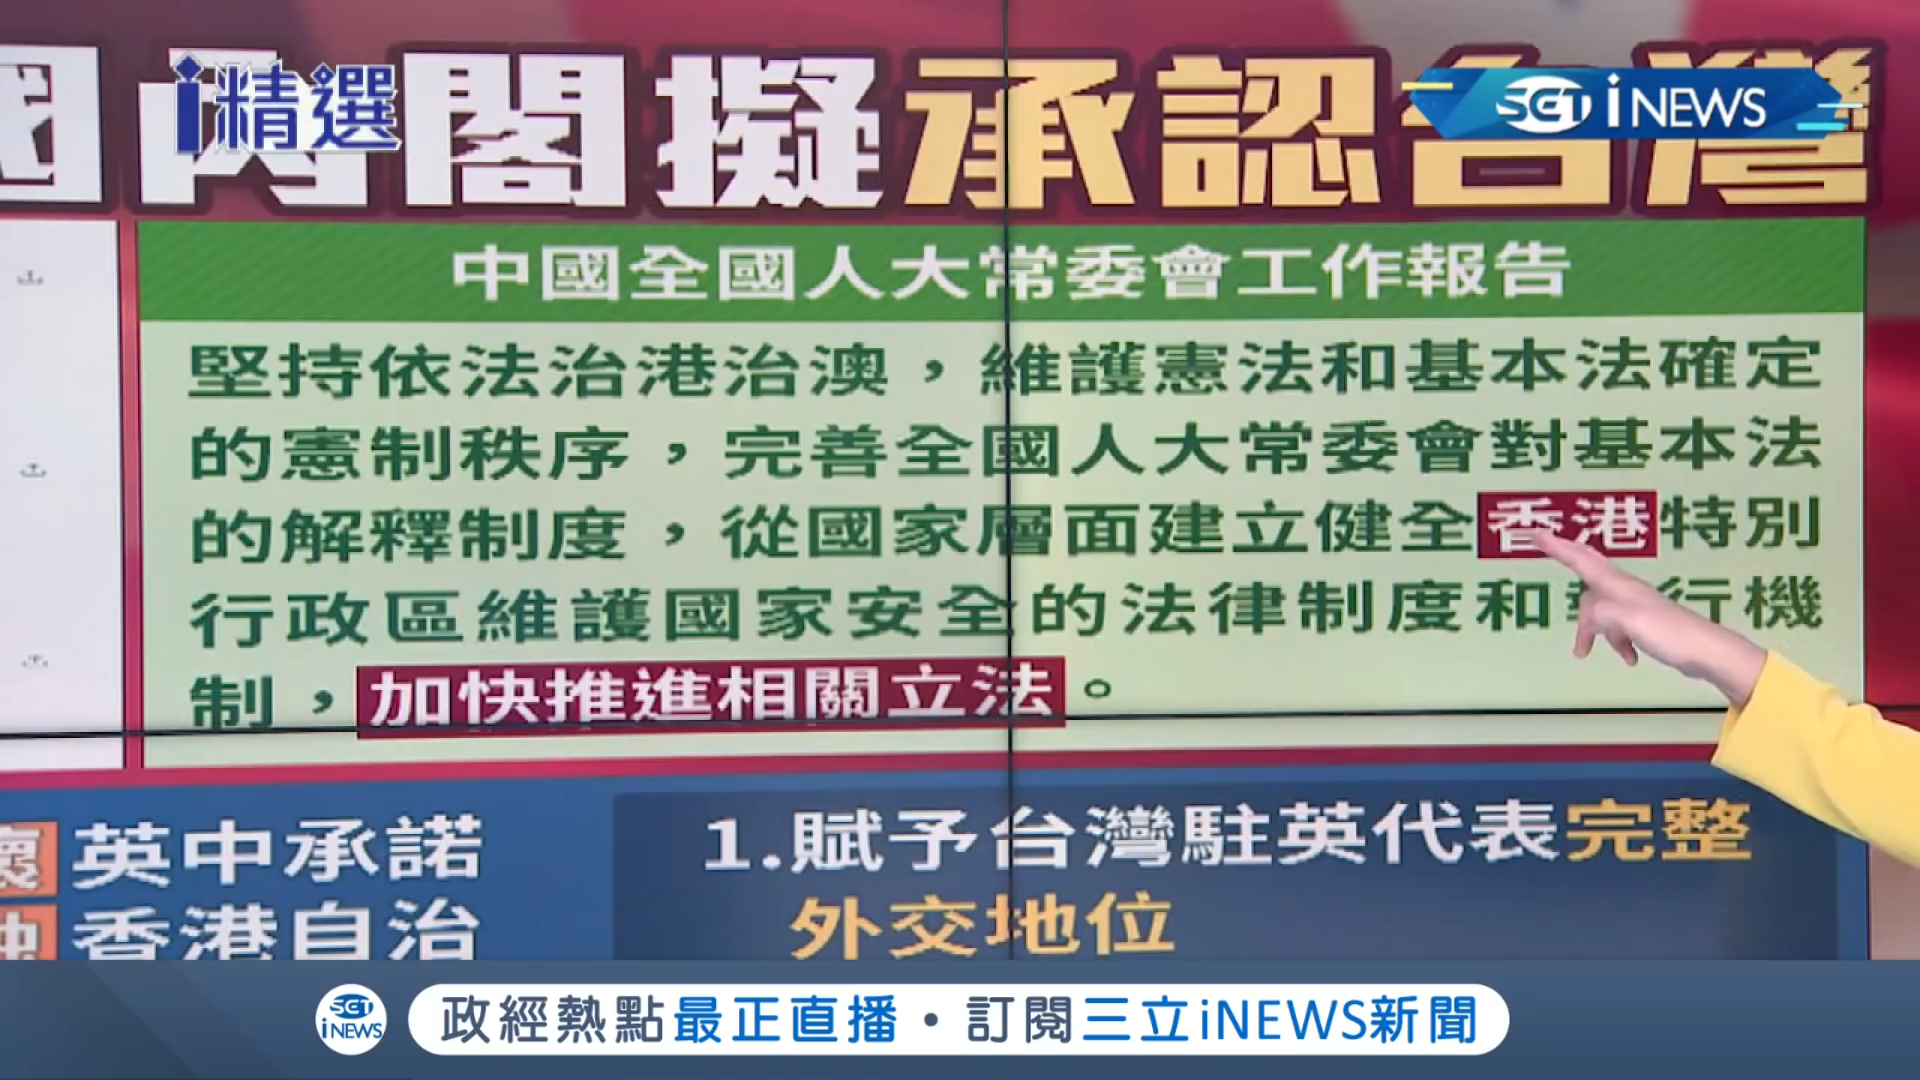 i精選
SET iNEWS
國內閣擬承認台灣
中國全國人大常委會工作報告
堅持依法治港治澳，維護憲法和基本法確定
的憲制秩序，完善全國人大常委會對基本法
的解釋制度，從國家層面建立健全香港特別
行政區維護國家安全的法律制度和執行機
制，加快推進相關立法。
英中承諾
香港自治
1.賦予台灣駐英代表完整
外交地位
SET iNEWS
政經熱點最正直播・訂閱三立iNEWS新聞